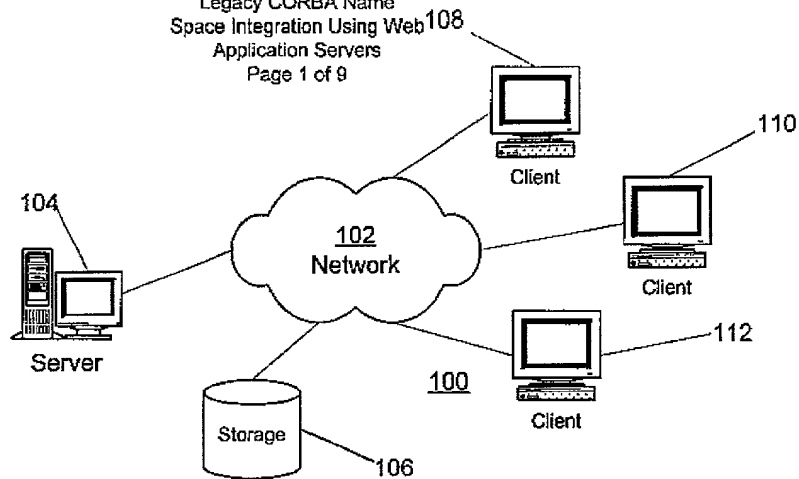 Legacy CORBA Name
Space Integration Using Web
Application Servers
Page 1 of 9
108
110
Client
104
102
Network
Client
Server
112
100
Client
Storage
106